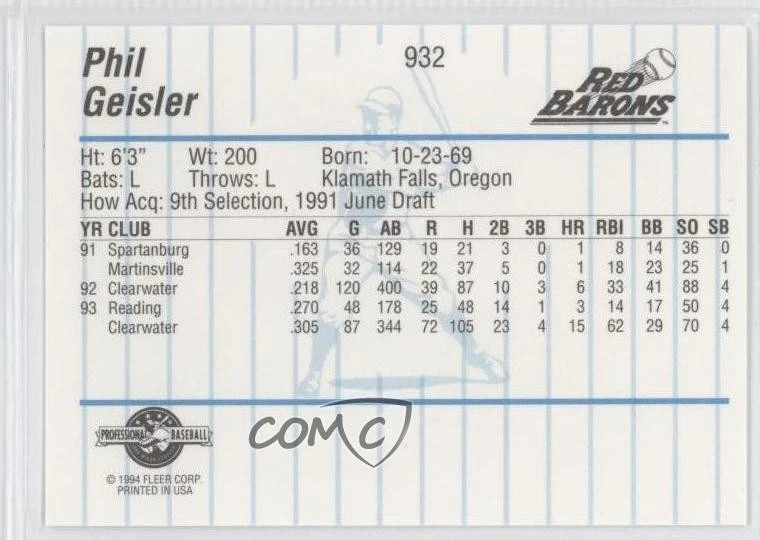 Phil
Geisler
932
RED
BARONS™
Ht: 6'3" Wt: 200 Born: 10-23-69
Bats: L Throws: L Klamath Falls, Oregon
How Acq: 9th Selection, 1991 June Draft
YR CLUB AVG G AB R H 2B 3B HR RBI BB SO SB
91 Spartanburg .163 36 129 19 21 3 0 1 8 14 36 0
Martinsville .325 32 114 22 37 5 0 1 18 23 25 1
92 Clearwater .218 120 400 39 87 10 3 6 33 41 88 4
93 Reading .270 48 178 25 48 14 1 3 14 17 50 4
Clearwater .305 87 344 72 105 23 4 15 62 29 70 4
PROFESSIONAL BASEBALL
COMC
© 1994 FLEER CORP.
PRINTED IN USA